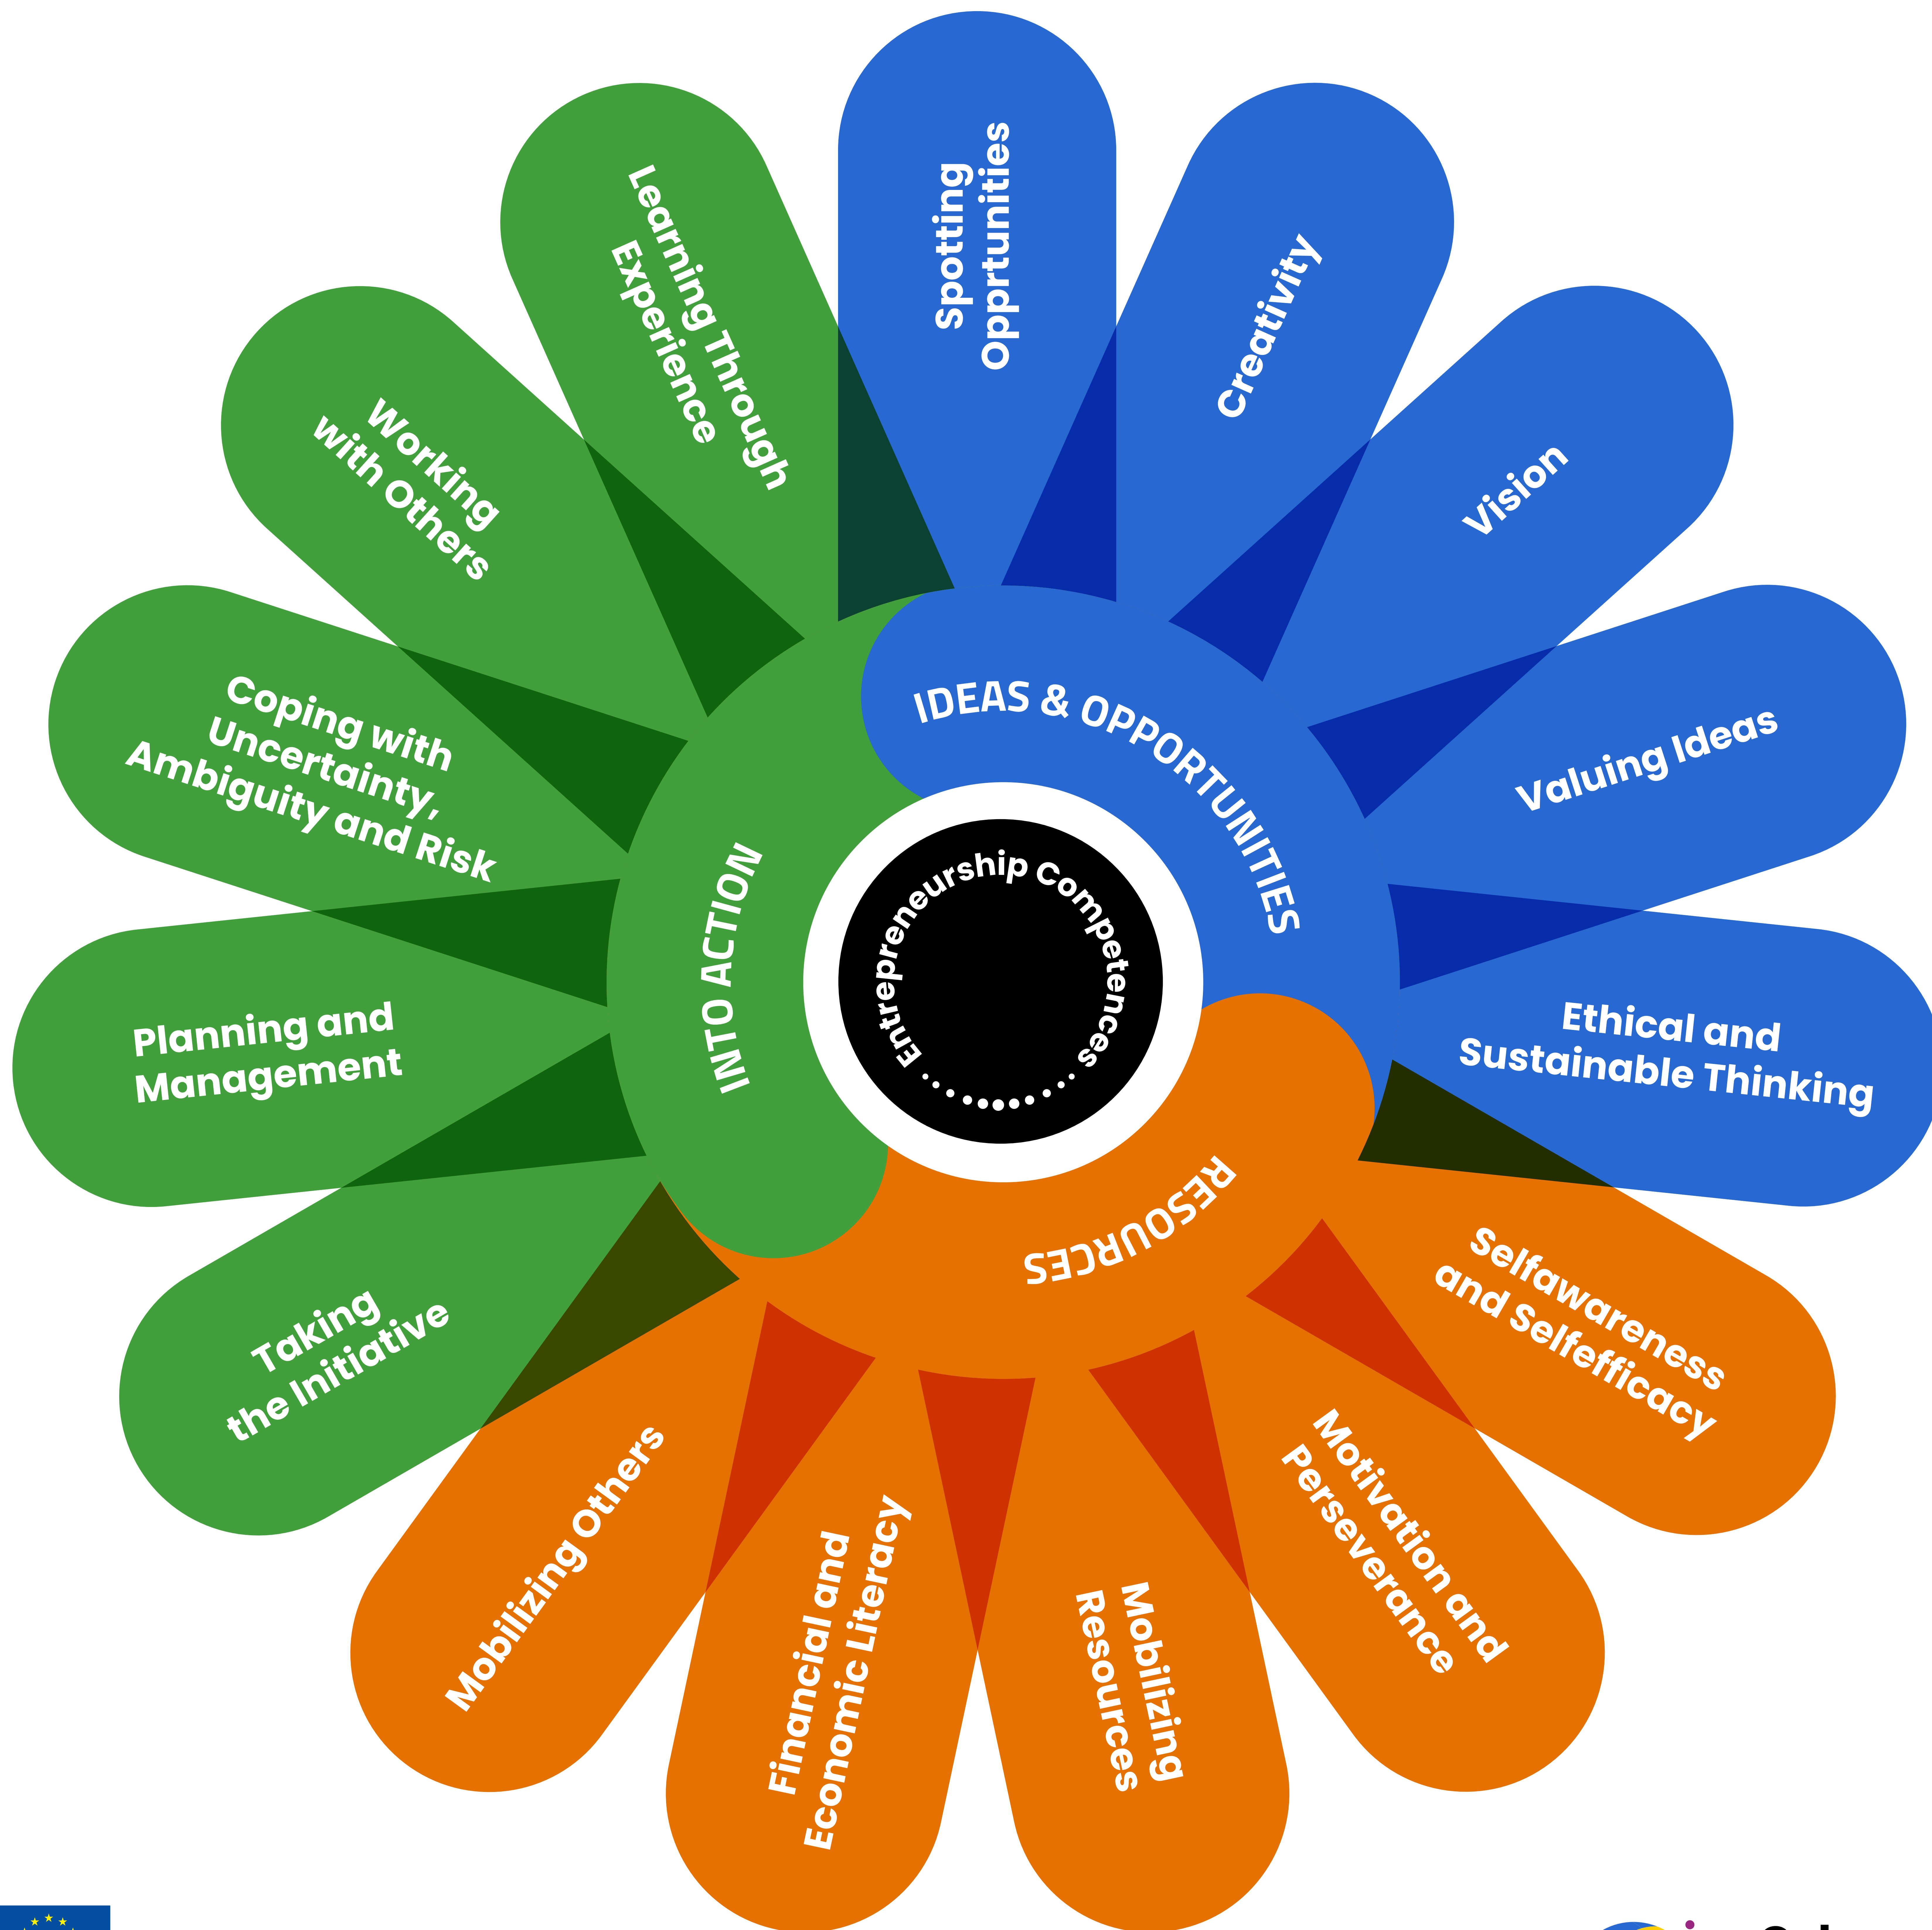 Spotting
Opportunities
Creativity
Vision
Valuing Ideas
Ethical and
Sustainable Thinking
Selfawareness
and Selfefficacy
Motivattion and
Perseverance
Mobilizing
Resources
Financial and
Economic Literacy
Mobilizing Others
Taking
the Initiative
Planning and
Management
Coping with
Uncertainty,
Ambiguity and Risk
Working
with Others
Learning Through
Experience
IDEAS & OPPORTUNITIES
RESOURCES
INTO ACTION
Entrepreneurship Competences